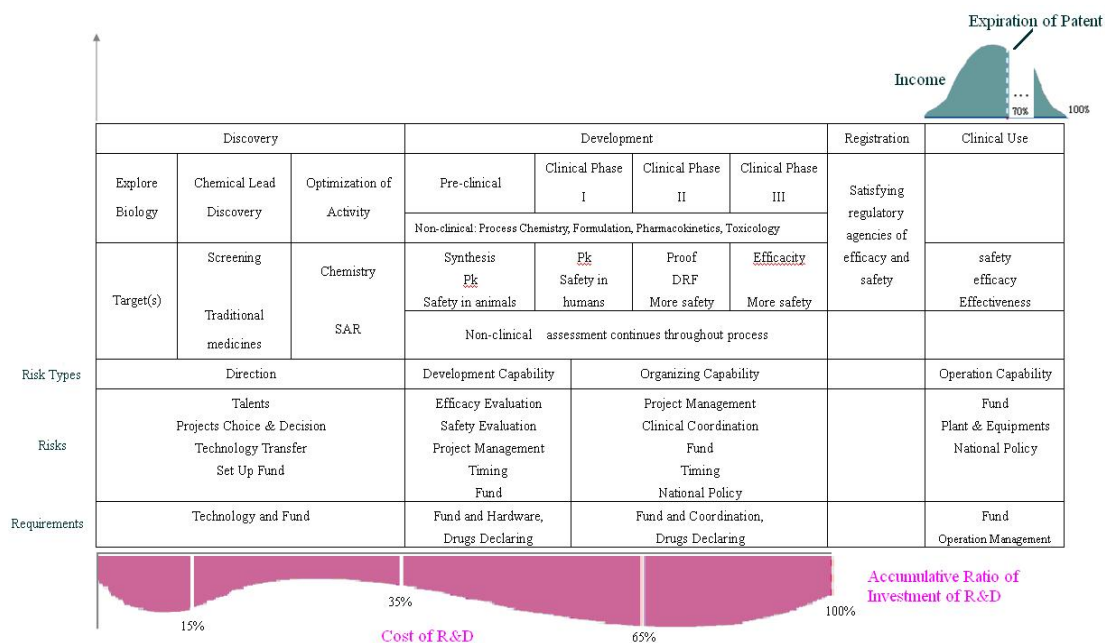 Expiration of Patent
Income
...
70%
100%
Discovery
Development
Registration
Clinical Use
Explore
Biology
Chemical Lead
Discovery
Optimization of
Activity
Pre-clinical
Clinical Phase
I
Clinical Phase
II
Clinical Phase
III
Non-clinical: Process Chemistry, Formulation, Pharmacokinetics, Toxicology
Satisfying
regulatory
agencies of
efficacy and
safety
Target(s)
Screening
Traditional
medicines
Chemistry
SAR
Synthesis
Pk
Safety in animals
Pk
Safety in
humans
Proof
DRF
More safety
Efficacity
More safety
safety
efficacy
Effectiveness
Non-clinical assessment continues throughout process
Risk Types
Direction
Development Capability
Organizing Capability
Operation Capability
Risks
Talents
Projects Choice & Decision
Technology Transfer
Set Up Fund
Efficacy Evaluation
Safety Evaluation
Project Management
Timing
Fund
Project Management
Clinical Coordination
Fund
Timing
National Policy
Fund
Plant & Equipments
National Policy
Requirements
Technology and Fund
Fund and Hardware,
Drugs Declaring
Fund and Coordination,
Drugs Declaring
Fund
Operation Management
15%
35%
65%
100%
Cost of R&D
Accumulative Ratio of
Investment of R&D